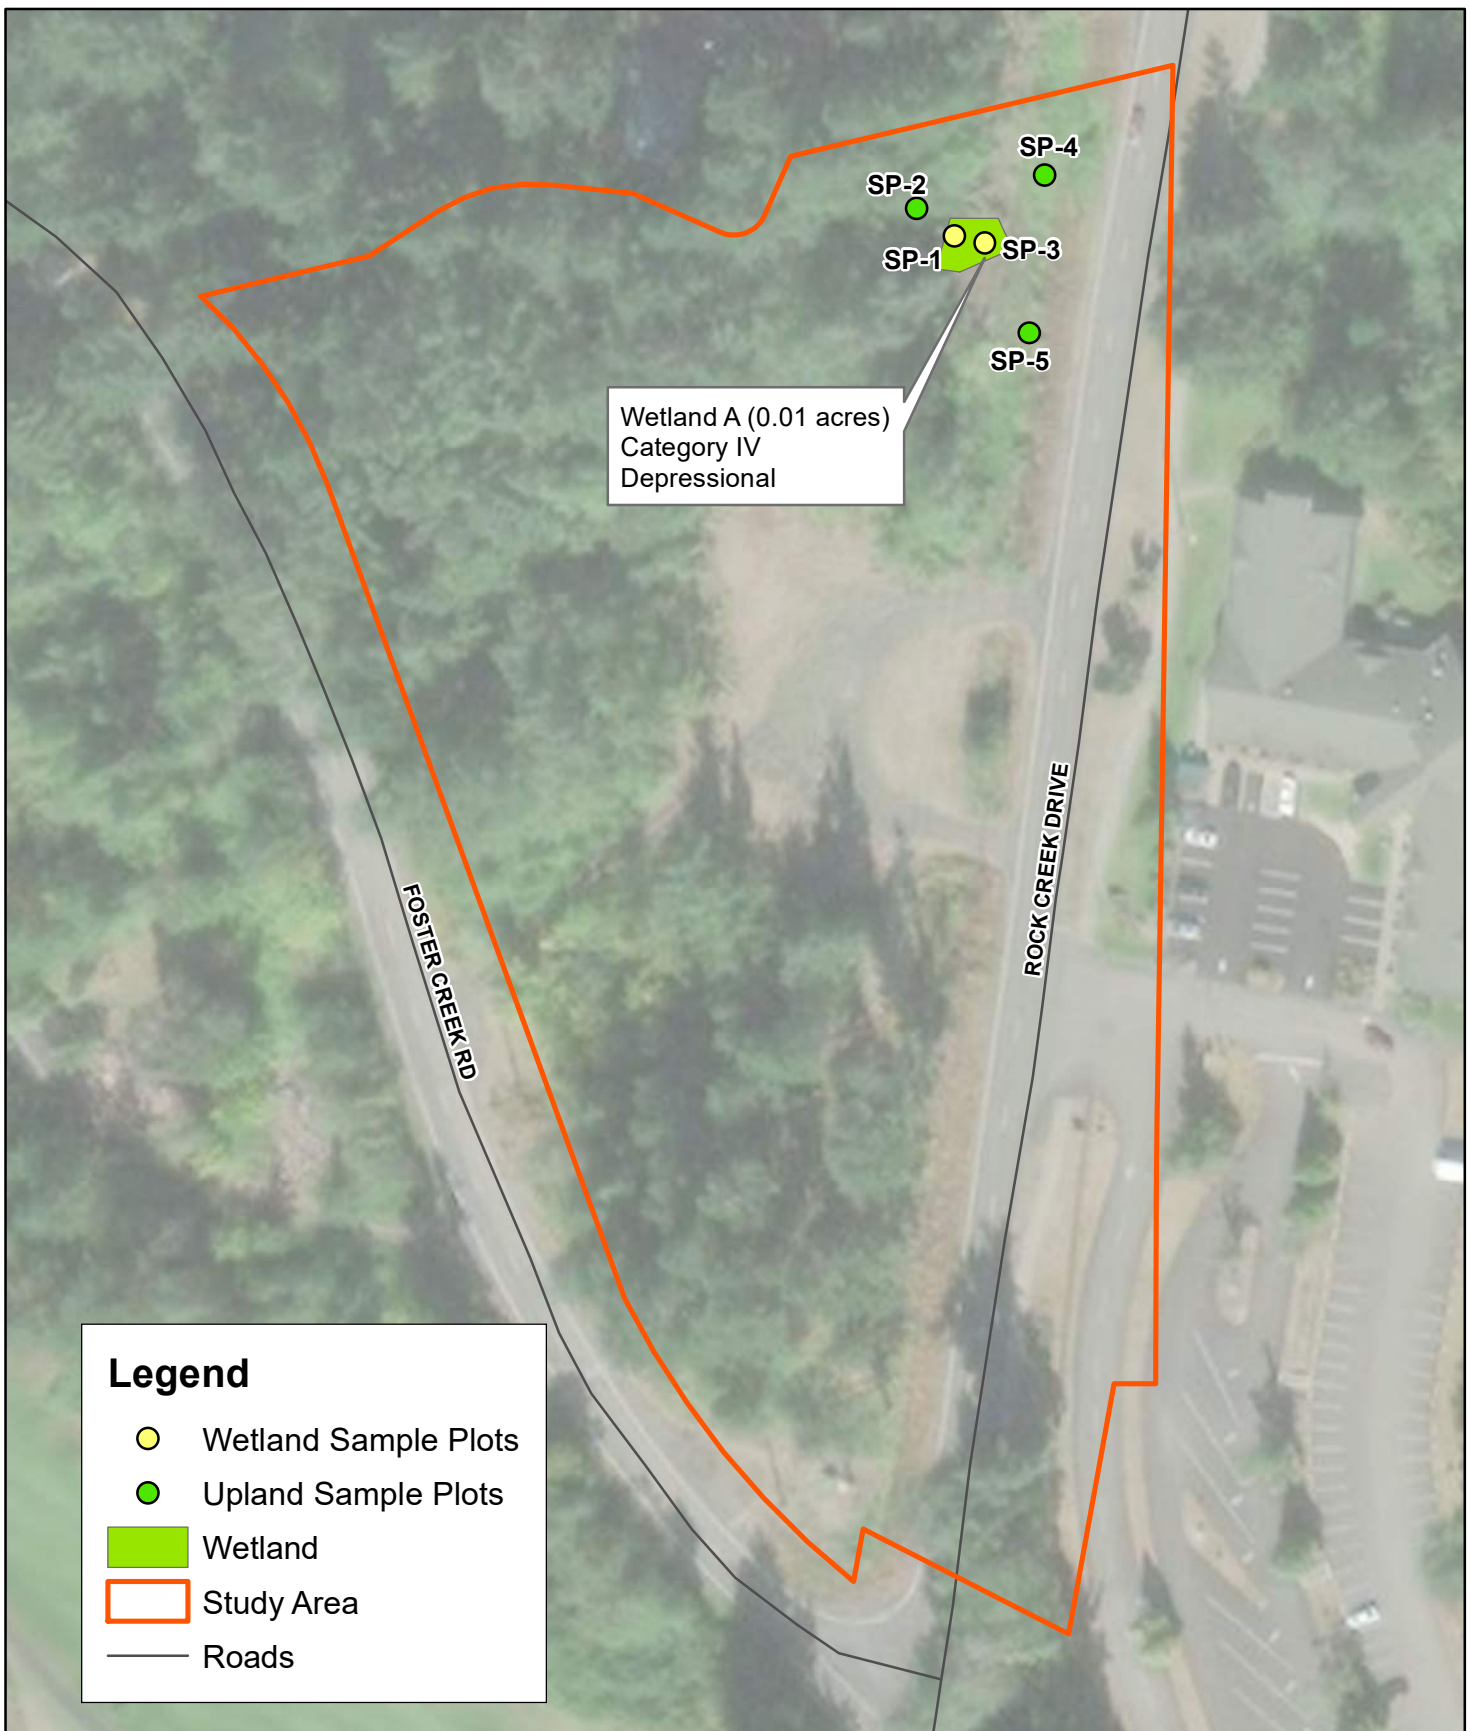 SP-4
SP-2
SP-1
SP-3
SP-5
Wetland A (0.01 acres)
Category IV
Depressional
ROCK CREEK DRIVE
FOSTER CREEK RD
Legend
Wetland Sample Plots
Upland Sample Plots
Wetland
Study Area
Roads